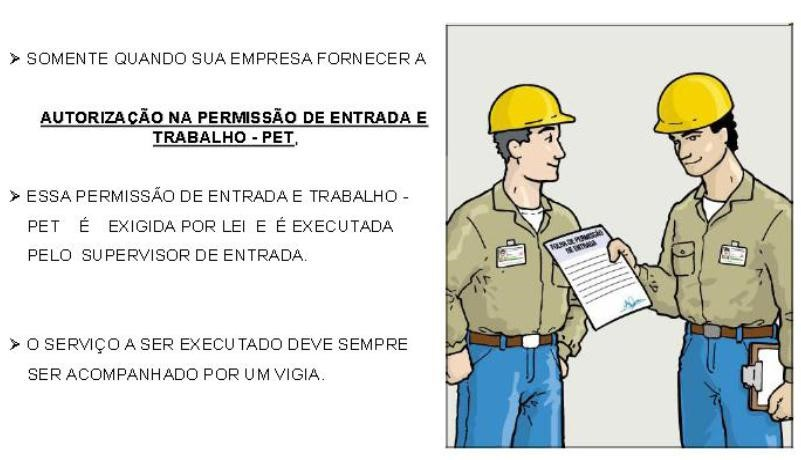 ➢ SOMENTE QUANDO SUA EMPRESA FORNECER A
AUTORIZAÇÃO NA PERMISSÃO DE ENTRADA E
TRABALHO - PET,
➢ ESSA PERMISSÃO DE ENTRADA E TRABALHO -
PET É EXIGIDA POR LEI E É EXECUTADA
PELO SUPERVISOR DE ENTRADA.
➢ O SERVIÇO A SER EXECUTADO DEVE SEMPRE
SER ACOMPANHADO POR UM VIGIA.
FOLHA DE PERMISSÃO
DE ENTRADA